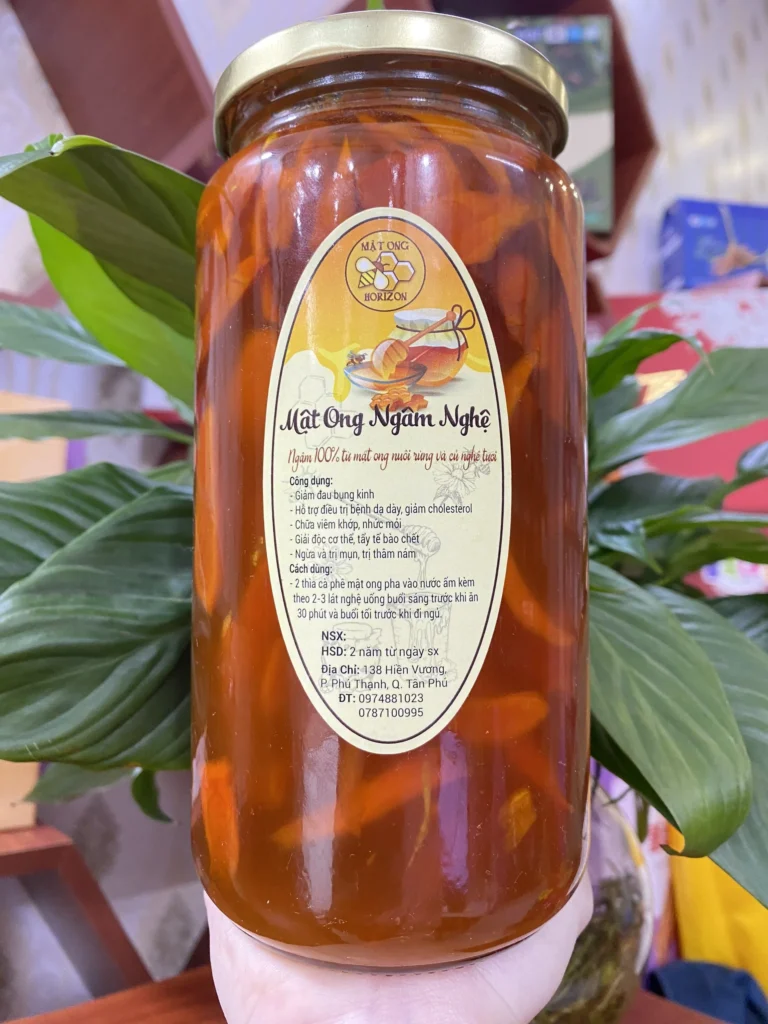 MẬT ONG
HORIZON
Mật Ong Ngâm Nghệ
Ngâm 100% từ mật ong nuôi rừng và củ nghệ tươi
Công dụng:
- Giảm đau bụng kinh
- Hỗ trợ điều trị bệnh dạ dày, giảm cholesterol
- Chữa viêm khớp, nhức mỏi
- Giải độc cơ thể, tẩy tế bào chết
- Ngừa và trị mụn, trị thâm nám
Cách dùng:
- 2 thìa cà phê mật ong pha vào nước ấm kèm
theo 2-3 lát nghệ uống buổi sáng trước khi ăn
30 phút và buổi tối trước khi đi ngủ.
NSX:
HSD: 2 năm từ ngày sx
Địa Chỉ: 138 Hiền Vương,
P. Phú Thạnh, Q. Tân Phú
ĐT: 0974881023
0787100995